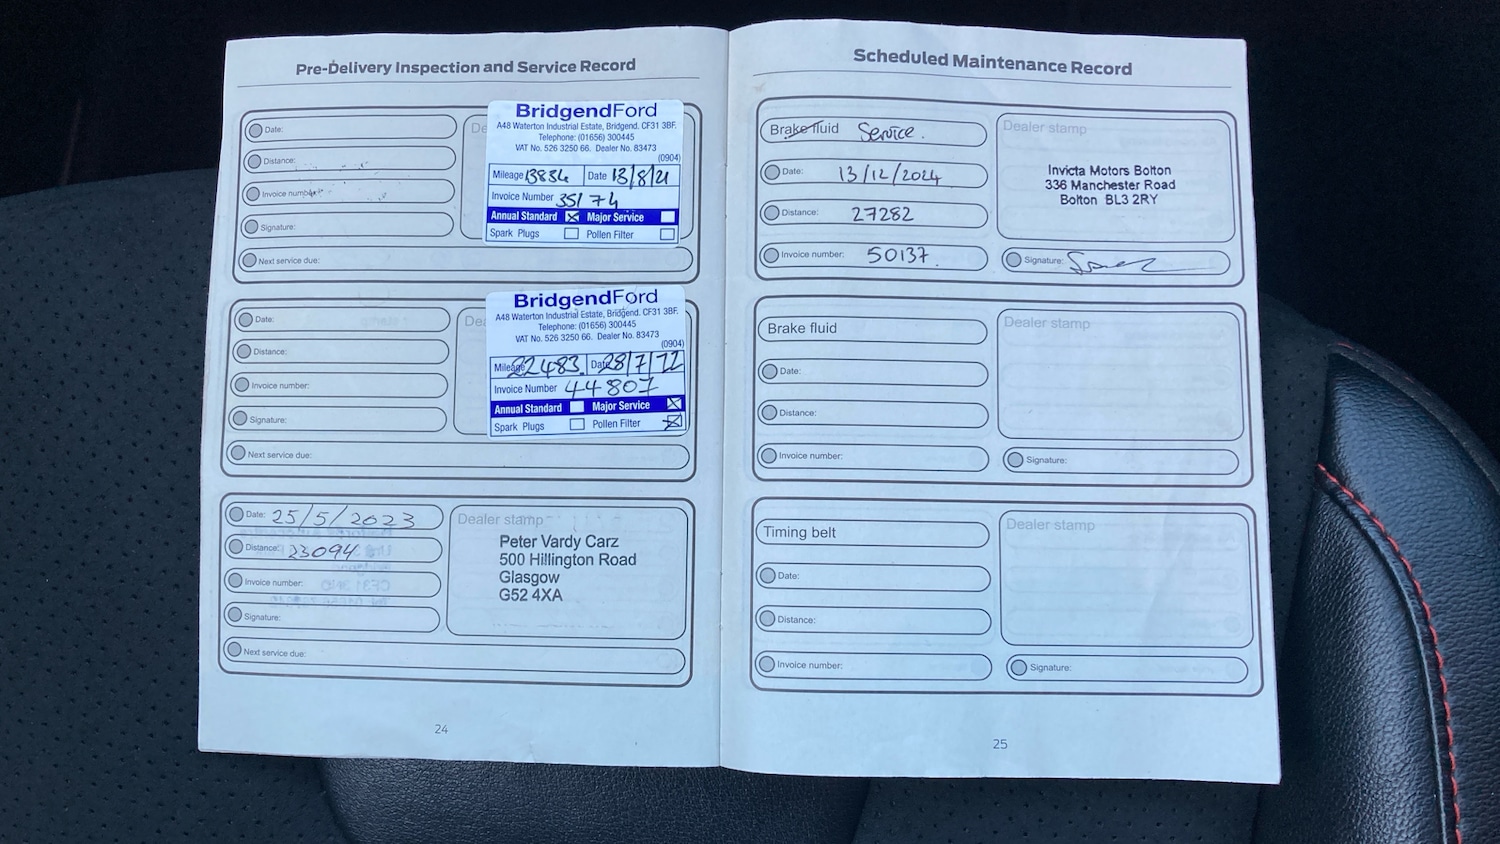 Pre-Delivery Inspection and Service Record
Date:
Distance:
Invoice number:
Signature:
Next service due:
De
BridgendFord
A48 Waterton Industrial Estate, Bridgend. CF31 3BF.
Telephone: (01656) 300445
VAT No. 526 3250 66. Dealer No. 83473
(0904)
Mileage 13834 Date 13/8/21
Invoice Number 35174
Annual Standard X Major Service
Spark Plugs Pollen Filter
Date:
Distance:
Invoice number:
Signature:
Next service due:
Dea
BridgendFord
A48 Waterton Industrial Estate, Bridgend. CF31 3BF.
Telephone: (01656) 300445
VAT No. 526 3250 66. Dealer No. 83473
(0904)
Mileage 22483. Date 28/7/22
Invoice Number 44807
Annual Standard Major Service X
Spark Plugs Pollen Filter X
Date: 25/5/2023
Distance: 23094
Invoice number:
Signature:
Next service due:
Dealer stamp
Peter Vardy Carz
500 Hillington Road
Glasgow
G52 4XA
24
Scheduled Maintenance Record
Brake fluid Service.
Date: 13/12/2024
Distance: 27282
Invoice number: 50137.
Dealer stamp
Invicta Motors Bolton
336 Manchester Road
Bolton BL3 2RY
Signature:
Brake fluid
Date:
Distance:
Invoice number:
Dealer stamp
Signature:
Timing belt
Date:
Distance:
Invoice number:
Dealer stamp
Signature:
25